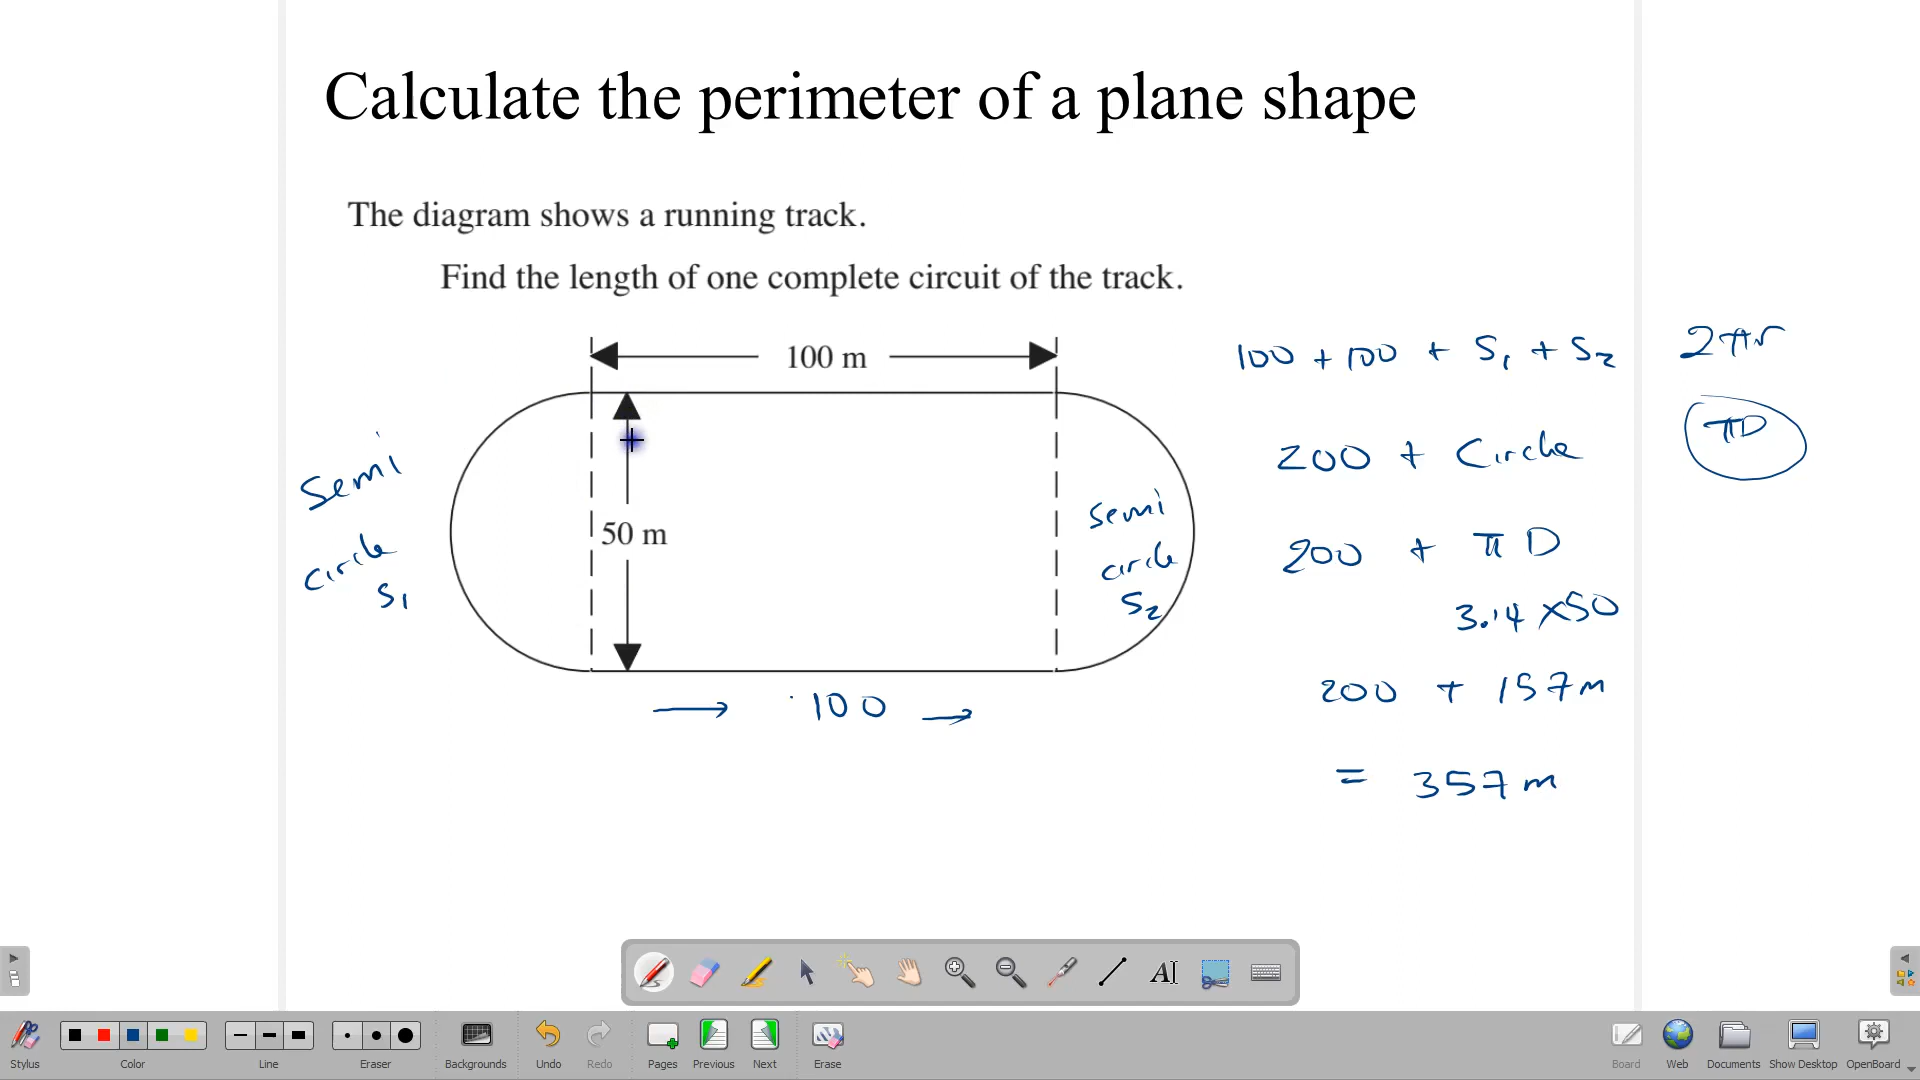 Calculate the perimeter of a plane shape
The diagram shows a running track.
Find the length of one complete circuit of the track.
100 m
50 m
Semi
circle
S1
semi
circle
S2
100
100 + 100 + S1 + S2
200 + Circle
200 + π D
3.14 x 50
200 + 157m
= 357m
2πr
πD
AI
Stylus
Color
Line
Eraser
Backgrounds
Undo
Redo
Pages
Previous
Next
Erase
Board
Web
Documents
Show Desktop
OpenBoard